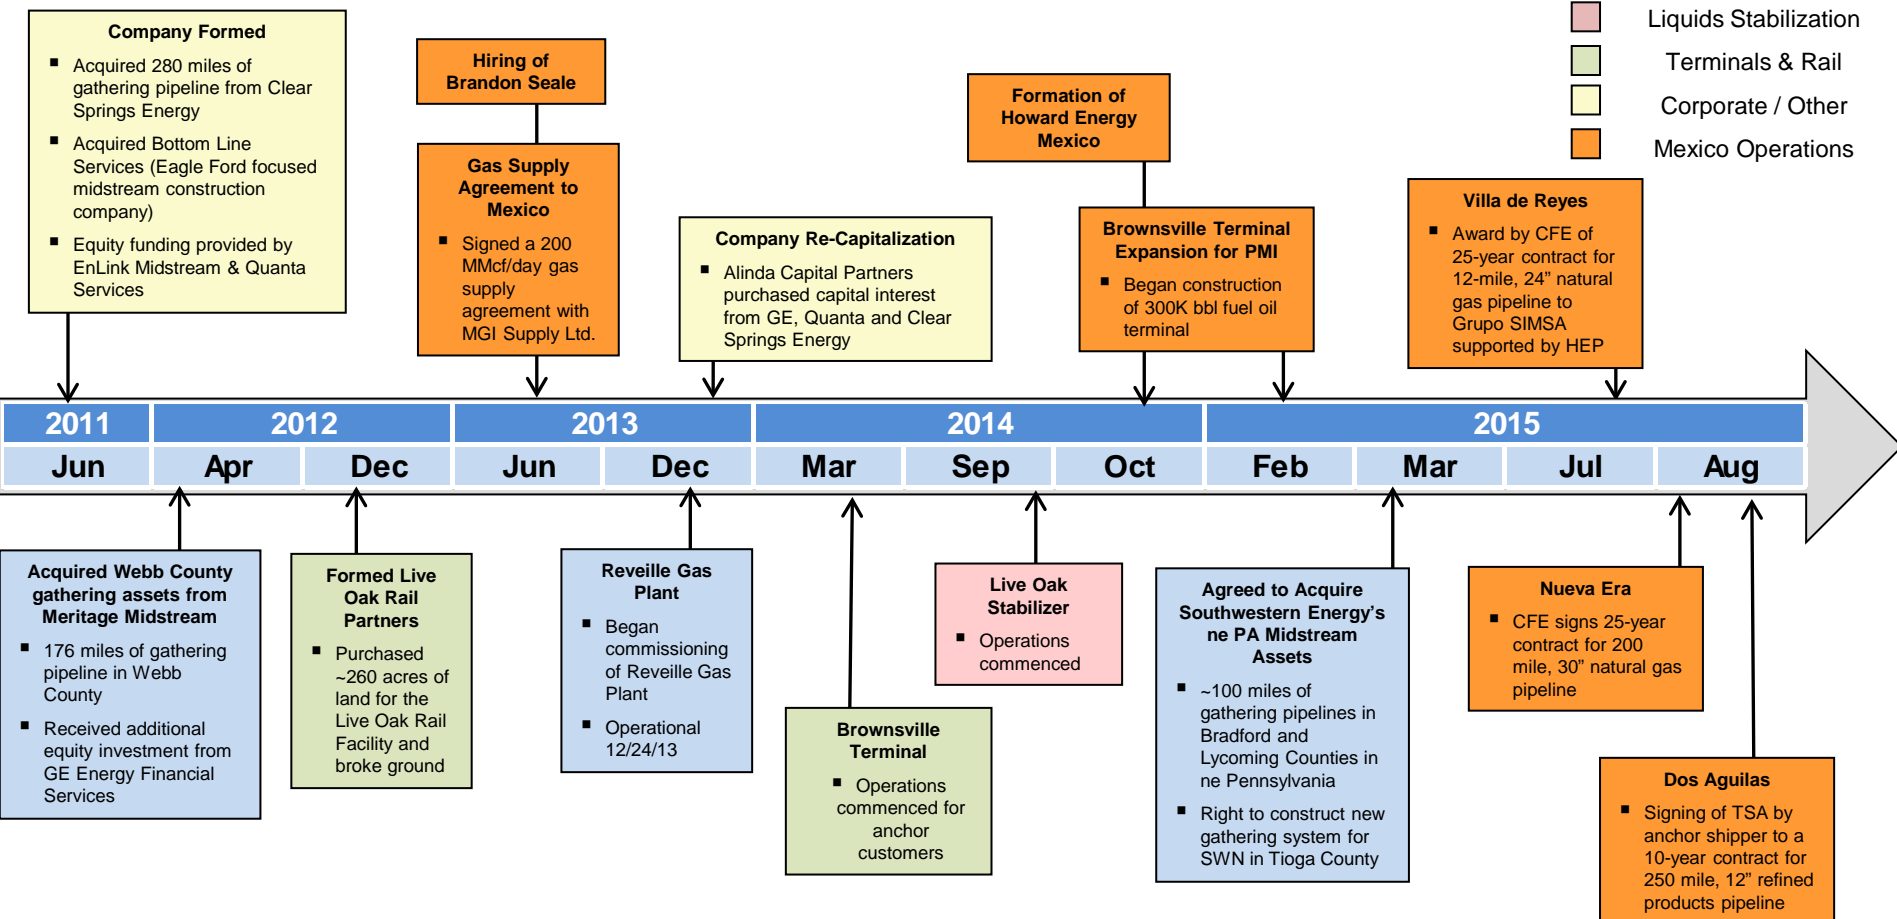 Company Formed
▪ Acquired 280 miles of
gathering pipeline from Clear
Springs Energy
▪ Acquired Bottom Line
Services (Eagle Ford focused
midstream construction
company)
▪ Equity funding provided by
EnLink Midstream & Quanta
Services
Hiring of
Brandon Seale
Gas Supply
Agreement to
Mexico
▪ Signed a 200
MMcf/day gas
supply
agreement with
MGI Supply Ltd.
Company Re-Capitalization
▪ Alinda Capital Partners
purchased capital interest
from GE, Quanta and Clear
Springs Energy
Formation of
Howard Energy
Mexico
Brownsville Terminal
Expansion for PMI
▪ Began construction
of 300K bbl fuel oil
terminal
Liquids Stabilization
Terminals & Rail
Corporate / Other
Mexico Operations
Villa de Reyes
▪ Award by CFE of
25-year contract for
12-mile, 24” natural
gas pipeline to
Grupo SIMSA
supported by HEP
2011 2012 2013 2014 2015
Jun Apr Dec Jun Dec Mar Sep Oct Feb Mar Jul Aug
Acquired Webb County
gathering assets from
Meritage Midstream
▪ 176 miles of gathering
pipeline in Webb
County
▪ Received additional
equity investment from
GE Energy Financial
Services
Formed Live
Oak Rail
Partners
▪ Purchased
~260 acres of
land for the
Live Oak Rail
Facility and
broke ground
Reveille Gas
Plant
▪ Began
commissioning
of Reveille Gas
Plant
▪ Operational
12/24/13
Brownsville
Terminal
▪ Operations
commenced for
anchor
customers
Live Oak
Stabilizer
▪ Operations
commenced
Agreed to Acquire
Southwestern Energy’s
ne PA Midstream
Assets
▪ ~100 miles of
gathering pipelines in
Bradford and
Lycoming Counties in
ne Pennsylvania
▪ Right to construct new
gathering system for
SWN in Tioga County
Nueva Era
▪ CFE signs 25-year
contract for 200
mile, 30” natural gas
pipeline
Dos Aguilas
▪ Signing of TSA by
anchor shipper to a
10-year contract for
250 mile, 12” refined
products pipeline